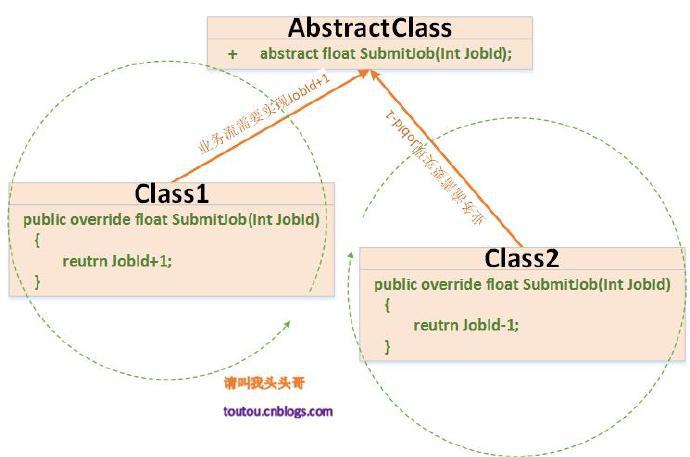 AbstractClass
+ abstract float SubmitJob(Int JobId);
业务流需要实现JobId+1
业务流需要实现JobId-1
Class1
public override float SubmitJob(Int JobId)
{
reutrn JobId+1;
}
Class2
public override float SubmitJob(Int JobId)
{
reutrn JobId-1;
}
请叫我头头哥
toutou.cnblogs.com